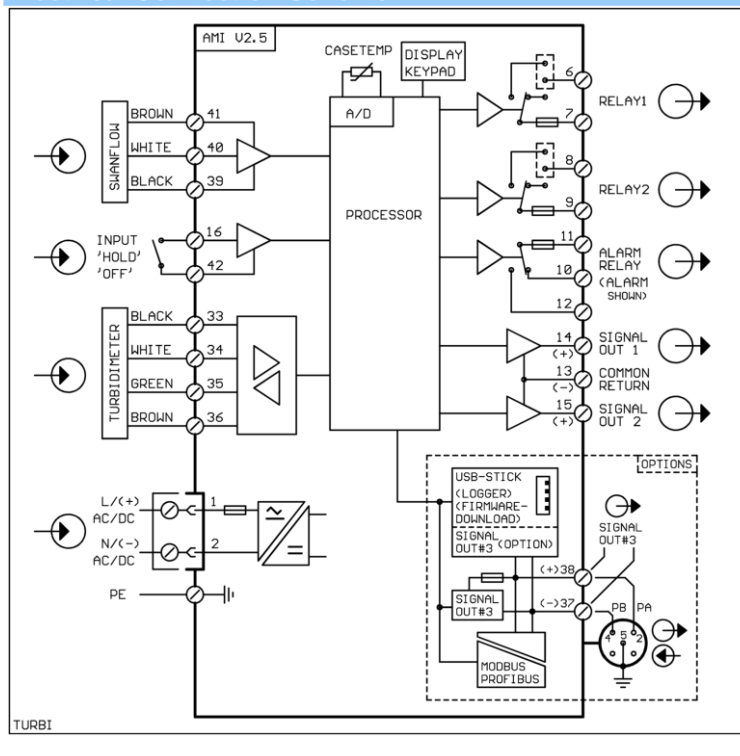 AMI V2.5
CASETEMP
DISPLAY
KEYPAD
A/D
PROCESSOR
SWANFLOW
BROWN 41
WHITE 40
BLACK 39
INPUT
'HOLD'
'OFF'
16
42
TURBIDIMETER
BLACK 33
WHITE 34
GREEN 35
BROWN 36
L/(+)
AC/DC
1
N/(-)
AC/DC
2
PE
6
RELAY1
7
8
RELAY2
9
11
ALARM
RELAY
10
(ALARM
SHOWN)
12
14
(+)
SIGNAL
OUT 1
13
(-)
COMMON
RETURN
15
(+)
SIGNAL
OUT 2
OPTIONS
USB-STICK
(LOGGER)
(FIRMWARE-
DOWNLOAD)
SIGNAL
OUT#3 (OPTION)
SIGNAL
OUT#3
(+)38
SIGNAL
OUT#3
(-)37
PB PA
4 5 2
MODBUS
PROFIBUS
TURBI